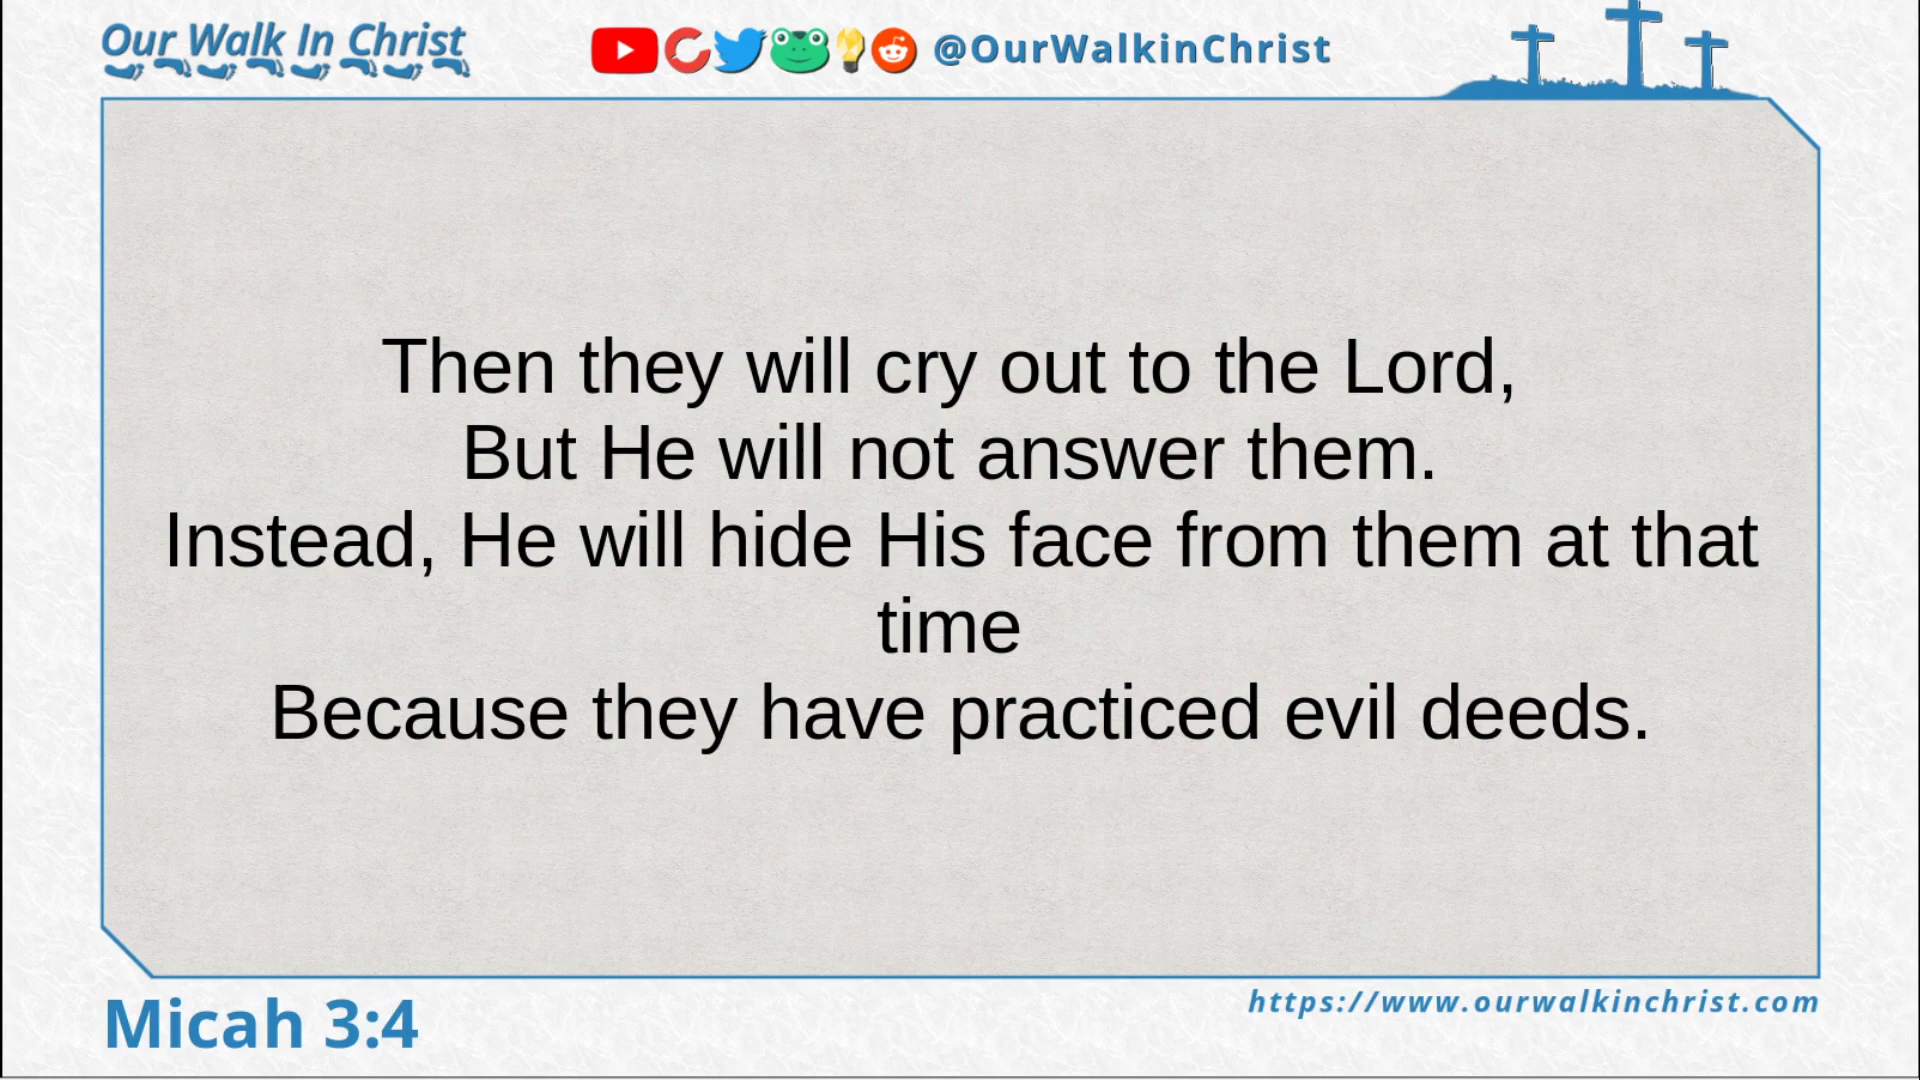 Our Walk In Christ
@OurWalkinChrist
Then they will cry out to the Lord,
But He will not answer them.
Instead, He will hide His face from them at that
time
Because they have practiced evil deeds.
Micah 3:4
https://www.ourwalkinchrist.com